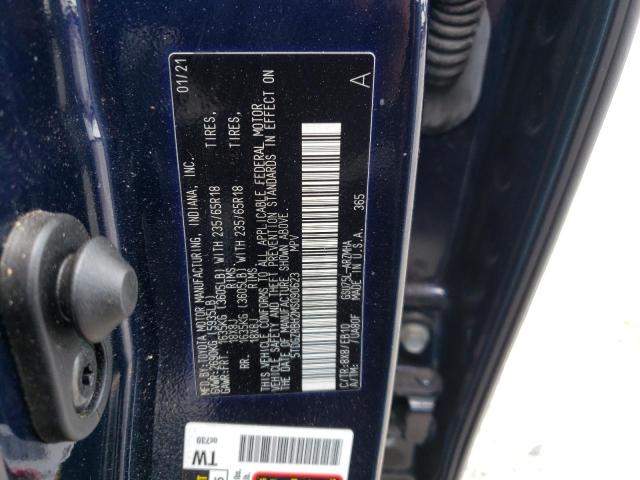 MFD.BY:TOYOTA MOTOR MANUFACTURING, INDIANA, INC. 01/21
GVWR:2690KG(5935LB)
GAWR:FRT 1635KG(3605LB)WITH 235/65R18 TIRES,
18X8J RIMS
RR. 1635KG(3605LB)WITH 235/65R18 TIRES,
18X8J RIMS
THIS VEHICLE CONFORMS TO ALL APPLICABLE FEDERAL MOTOR
VEHICLE SAFETY AND THEFT PREVENTION STANDARDS IN EFFECT ON
THE DATE OF MANUFACTURE SHOWN ABOVE.
MPV
A
C/TR:8X8/EB10
A/TM: /UA80F
MADE IN U.S.A. 365
TW